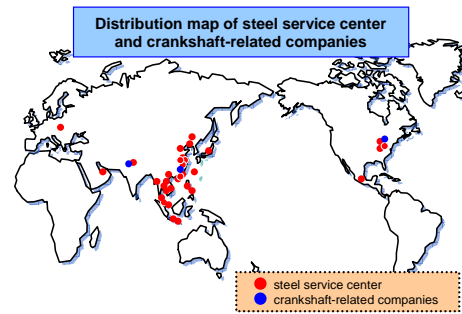 Distribution map of steel service center
and crankshaft-related companies
steel service center
crankshaft-related companies